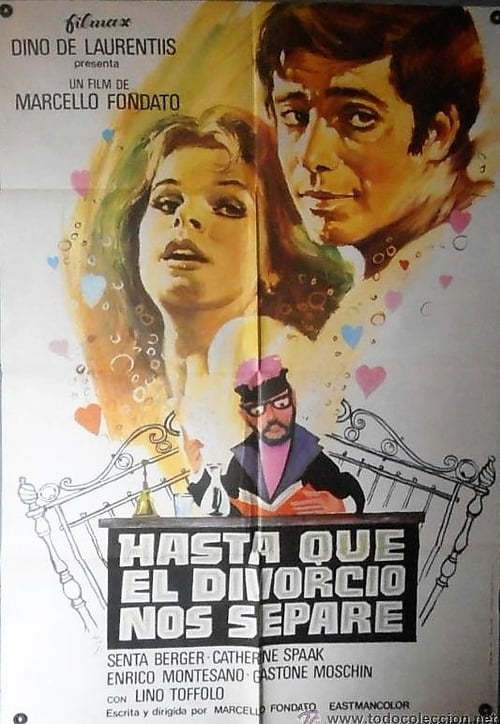 filmax
DINO DE LAURENTIIS
presenta
UN FILM DE
MARCELLO FONDATO
HASTA QUE
EL DIVORCIO
NOS SEPARE
SENTA BERGER · CATHERINE SPAAK
ENRICO MONTESANO · GASTONE MOSCHIN
CON LINO TOFFOLO
Escrita y dirigida por MARCELLO FONDATO EASTMANCOLOR
www.todocoleccion.net